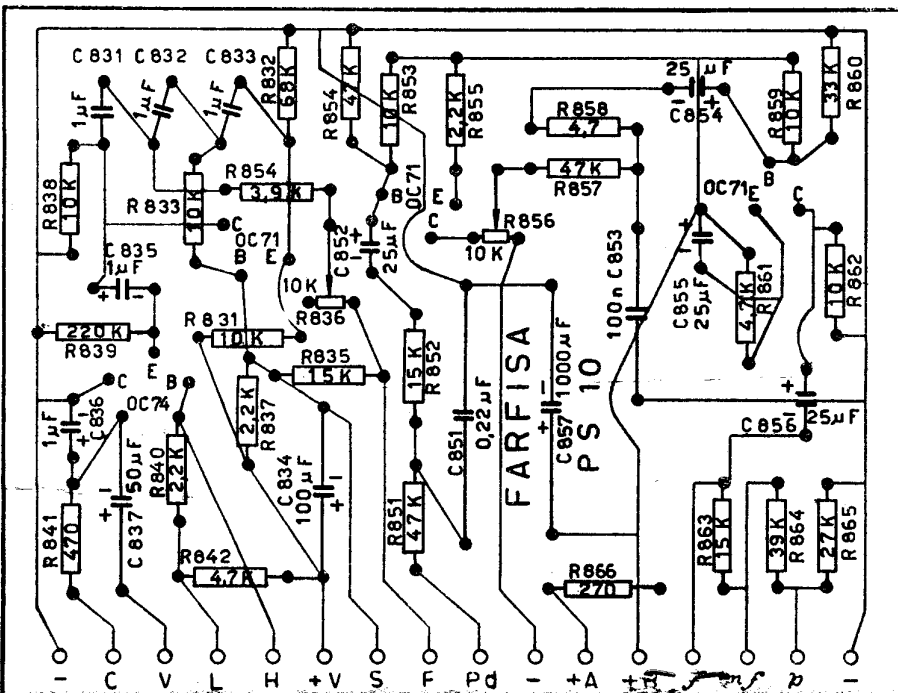 C831 C832 C833
1µF 1µF 1µF
R832 68K
R854 47K
R853 10K
R855 2,2K
R858 4,7
25 µF
- +
C854
R859 10K
R860 33K
R838 10K
R833 10K
R854 3,9K
47K
R857
B C E
OC71
B C E
OC71
B C E
OC71
C852 25µF
+ -
R856
10K
C853 100n
C855 25µF
+ -
R861 4,7K
R862 10K
C835
1µF
+ -
10K
R836
220K
R839
R831
10K
R835
15K
R852 15K
E
C B
OC74
C836 1µF
R837 2,2K
C851 0,22µF
C857 1000µF
- +
FARFISA
PS 10
C856
+ -
25µF
50µF
C837
- +
R840 2,2K
C834
100µF
- +
R841 470
R842
4,7K
R851 47K
R866
270
R863 15K
R864 39K
R865 27K
- C V L H +V S F Pd - +A a -